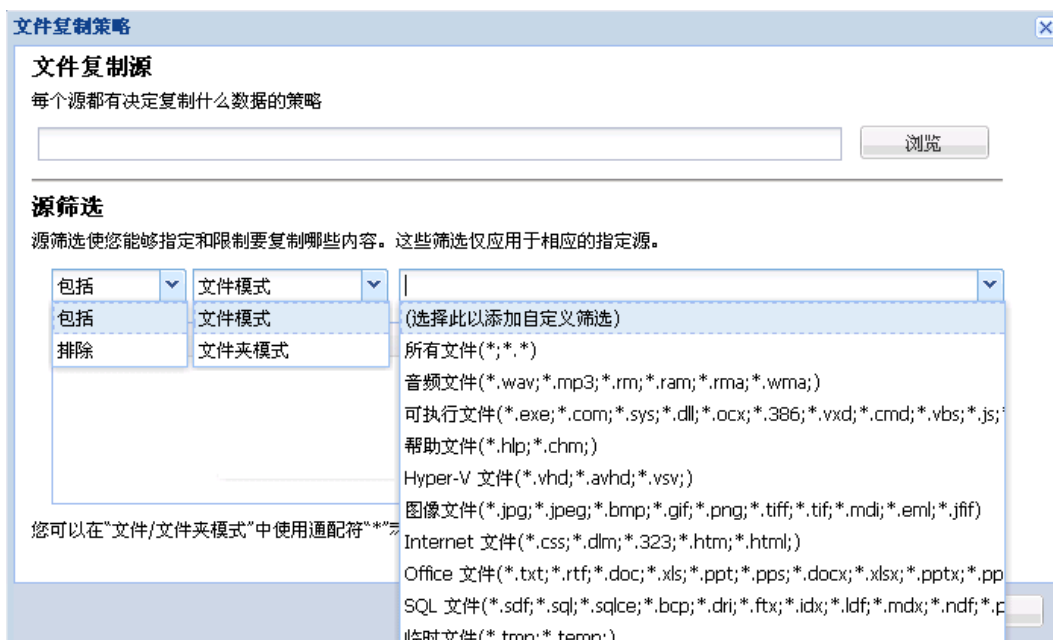 文件复制策略
文件复制源
每个源都有决定复制什么数据的策略
浏览
源筛选
源筛选使您能够指定和限制要复制哪些内容。这些筛选仅应用于相应的指定源。
包括 文件模式
包括 文件模式 (选择此以添加自定义筛选)
排除 文件夹模式 所有文件(*;*.*)
音频文件(*.wav;*.mp3;*.rm;*.ram;*.rma;*.wma;)
可执行文件(*.exe;*.com;*.sys;*.dll;*.ocx;*.386;*.vxd;*.cmd;*.vbs;*.js;*
帮助文件(*.hlp;*.chm;)
Hyper-V 文件(*.vhd;*.avhd;*.vsv;)
图像文件(*.jpg;*.jpeg;*.bmp;*.gif;*.png;*.tiff;*.tif;*.mdi;*.eml;*.jfif)
您可以在“文件/文件夹模式”中使用通配符“*”
Internet 文件(*.css;*.dlm;*.323;*.htm;*.html;)
Office 文件(*.txt;*.rtf;*.doc;*.xls;*.ppt;*.pps;*.docx;*.xlsx;*.pptx;*.pp
SQL 文件(*.sdf;*.sql;*.sqlce;*.bcp;*.dri;*.ftx;*.idx;*.ldf;*.mdx;*.ndf;*.p
临时文件(*.tmp;*.temp;)